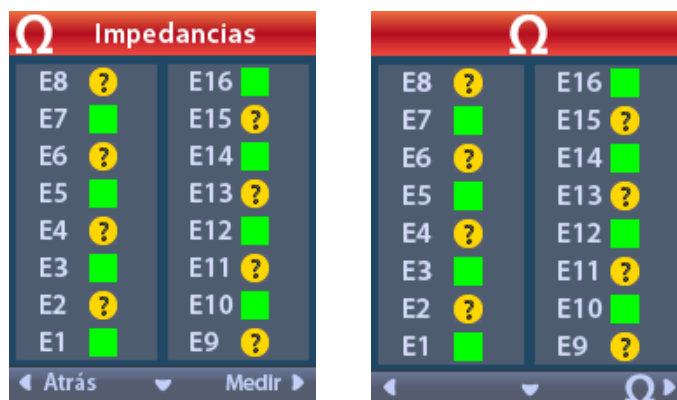 Ω Impedancias
E8 ? E16
E7 E15 ?
E6 ? E14
E5 E13 ?
E4 ? E12
E3 E11 ?
E2 ? E10
E1 E9 ?
Atrás Medir
Ω
E8 ? E16
E7 E15 ?
E6 ? E14
E5 E13 ?
E4 ? E12
E3 E11 ?
E2 ? E10
E1 E9 ?
Ω